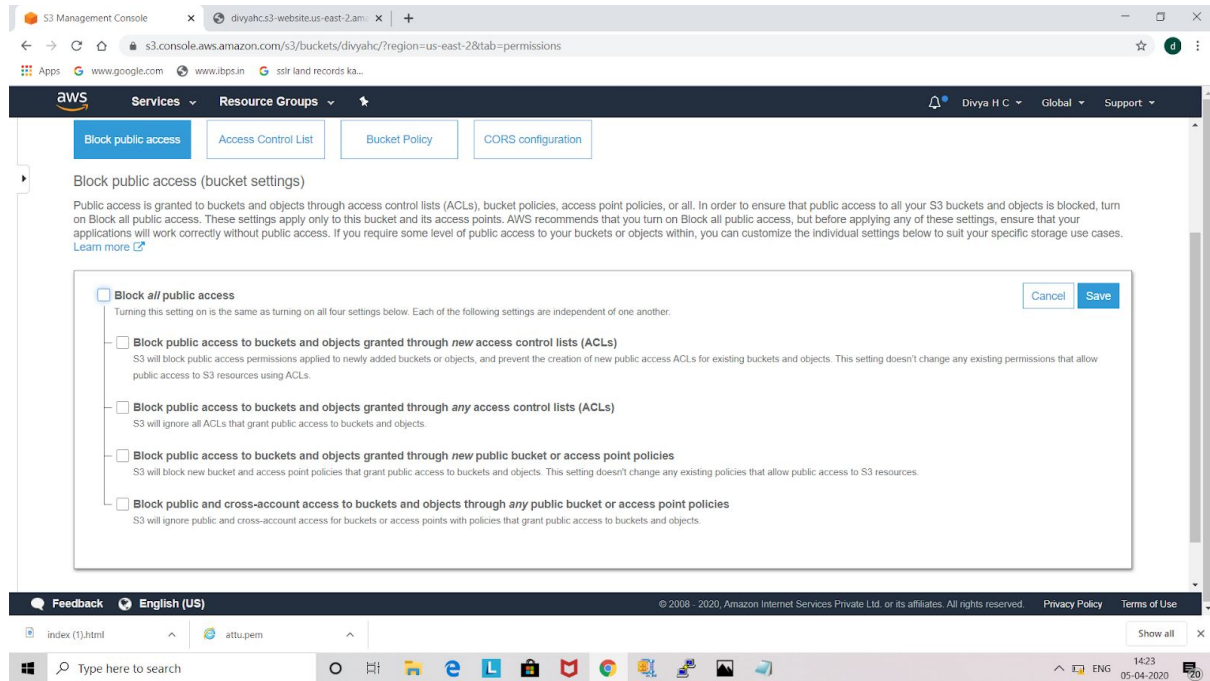 S3 Management Console
divyahc.s3-website.us-east-2.am
s3.console.aws.amazon.com/s3/buckets/divyahc/?region=us-east-2&tab=permissions
d
Apps
www.google.com
www.ibps.in
sslr land records ka...
aws
Services
Resource Groups
Divya H C
Global
Support
Block public access
Access Control List
Bucket Policy
CORS configuration
Block public access (bucket settings)
Public access is granted to buckets and objects through access control lists (ACLs), bucket policies, access point policies, or all. In order to ensure that public access to all your S3 buckets and objects is blocked, turn
on Block all public access. These settings apply only to this bucket and its access points. AWS recommends that you turn on Block all public access, but before applying any of these settings, ensure that your
applications will work correctly without public access. If you require some level of public access to your buckets or objects within, you can customize the individual settings below to suit your specific storage use cases.
Learn more
Block all public access
Cancel
Save
Turning this setting on is the same as turning on all four settings below. Each of the following settings are independent of one another.
Block public access to buckets and objects granted through new access control lists (ACLs)
S3 will block public access permissions applied to newly added buckets or objects, and prevent the creation of new public access ACLs for existing buckets and objects. This setting doesn't change any existing permissions that allow
public access to S3 resources using ACLs.
Block public access to buckets and objects granted through any access control lists (ACLs)
S3 will ignore all ACLs that grant public access to buckets and objects.
Block public access to buckets and objects granted through new public bucket or access point policies
S3 will block new bucket and access point policies that grant public access to buckets and objects. This setting doesn't change any existing policies that allow public access to S3 resources.
Block public and cross-account access to buckets and objects through any public bucket or access point policies
S3 will ignore public and cross-account access for buckets or access points with policies that grant public access to buckets and objects.
Feedback
English (US)
© 2008 - 2020, Amazon Internet Services Private Ltd. or its affiliates. All rights reserved.
Privacy Policy
Terms of Use
index (1).html
attu.pem
Show all
Type here to search
L
ENG
14:23
05-04-2020
20